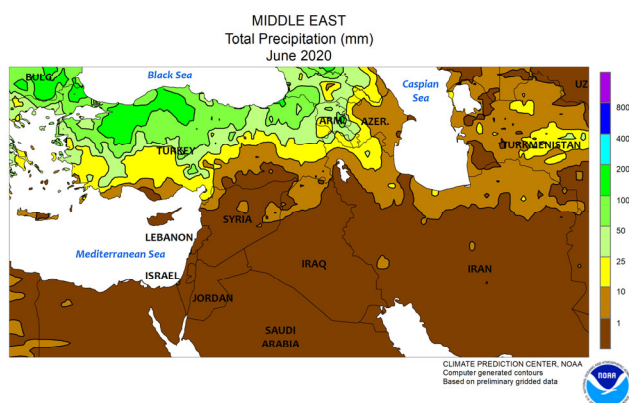 MIDDLE EAST
Total Precipitation (mm)
June 2020
BULG.
Black Sea
Caspian
Sea
UZ
ARM.
AZER.
TURKEY
TURKMENISTAN
SYRIA
LEBANON
Mediterranean Sea
ISRAEL
IRAQ
IRAN
JORDAN
SAUDI
ARABIA
800
400
200
100
50
25
10
1
CLIMATE PREDICTION CENTER, NOAA
Computer generated contours
Based on preliminary gridded data
NOAA